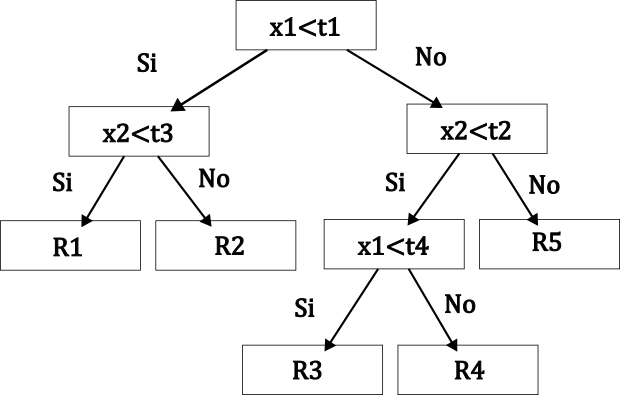 x1<t1
Si
No
x2<t3
x2<t2
Si
No
Si
No
R1
R2
x1<t4
R5
Si
No
R3
R4